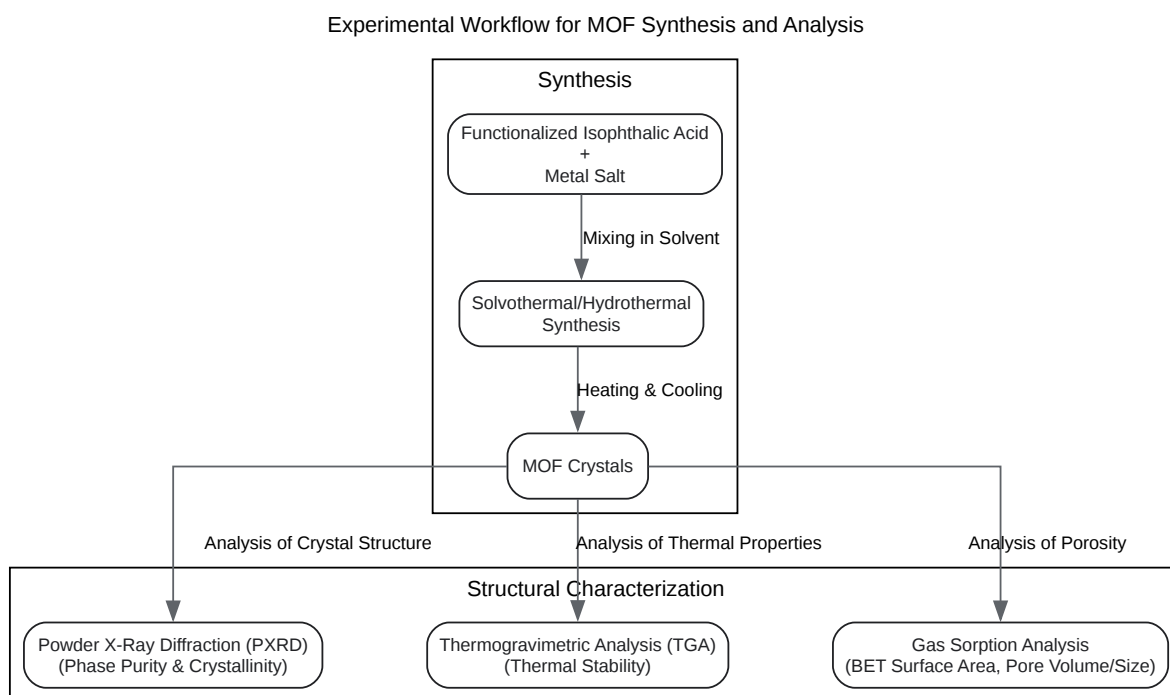 Experimental Workflow for MOF Synthesis and Analysis
Synthesis
Functionalized Isophthalic Acid
+
Metal Salt
Mixing in Solvent
Solvothermal/Hydrothermal
Synthesis
Heating & Cooling
MOF Crystals
Analysis of Crystal Structure
Analysis of Thermal Properties
Analysis of Porosity
Structural Characterization
Powder X-Ray Diffraction (PXRD)
(Phase Purity & Crystallinity)
Thermogravimetric Analysis (TGA)
(Thermal Stability)
Gas Sorption Analysis
(BET Surface Area, Pore Volume/Size)